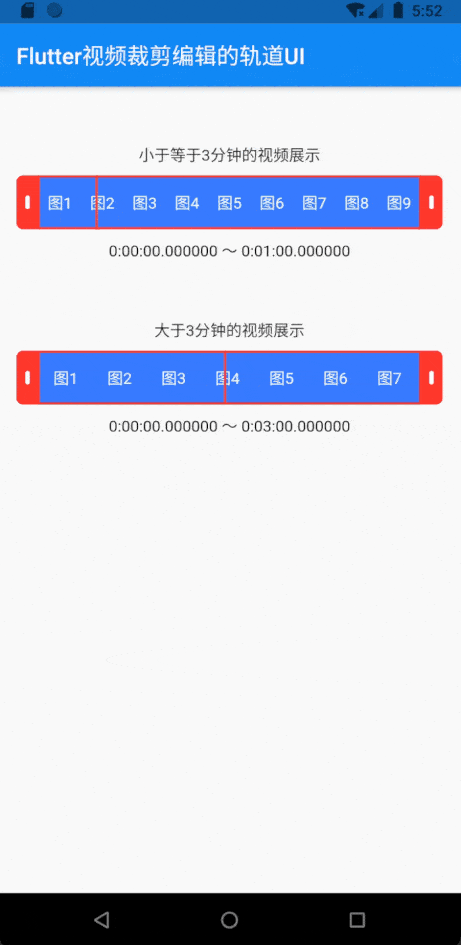 5:52
Flutter视频裁剪编辑的轨道UI
小于等于3分钟的视频展示
图1 图2 图3 图4 图5 图6 图7 图8 图9
0:00:00.000000 ～ 0:01:00.000000
大于3分钟的视频展示
图1 图2 图3 图4 图5 图6 图7
0:00:00.000000 ～ 0:03:00.000000